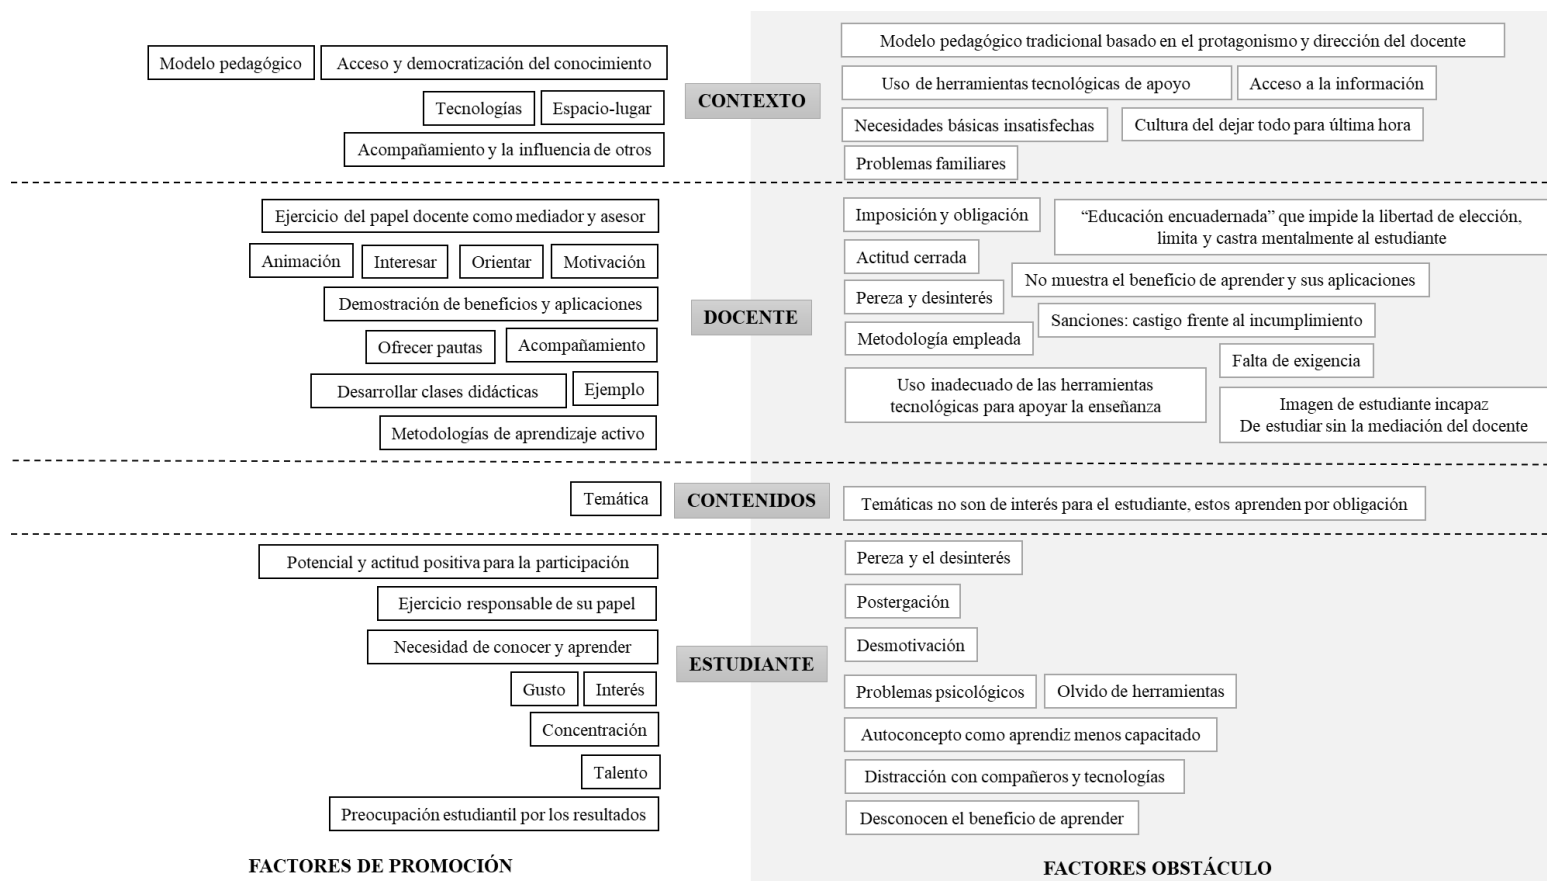 Modelo pedagógico
Acceso y democratización del conocimiento
Tecnologías
Espacio-lugar
Acompañamiento y la influencia de otros
CONTEXTO
Modelo pedagógico tradicional basado en el protagonismo y dirección del docente
Uso de herramientas tecnológicas de apoyo
Acceso a la información
Necesidades básicas insatisfechas
Cultura del dejar todo para última hora
Problemas familiares
Ejercicio del papel docente como mediador y asesor
Animación
Interesar
Orientar
Motivación
Demostración de beneficios y aplicaciones
Ofrecer pautas
Acompañamiento
Desarrollar clases didácticas
Ejemplo
Metodologías de aprendizaje activo
DOCENTE
Imposición y obligación
“Educación encuadernada” que impide la libertad de elección,
limita y castra mentalmente al estudiante
Actitud cerrada
No muestra el beneficio de aprender y sus aplicaciones
Pereza y desinterés
Sanciones: castigo frente al incumplimiento
Metodología empleada
Falta de exigencia
Uso inadecuado de las herramientas
tecnológicas para apoyar la enseñanza
Imagen de estudiante incapaz
De estudiar sin la mediación del docente
Temática
CONTENIDOS
Temáticas no son de interés para el estudiante, estos aprenden por obligación
Potencial y actitud positiva para la participación
Ejercicio responsable de su papel
Necesidad de conocer y aprender
Gusto
Interés
Concentración
Talento
Preocupación estudiantil por los resultados
ESTUDIANTE
Pereza y el desinterés
Postergación
Desmotivación
Problemas psicológicos
Olvido de herramientas
Autoconcepto como aprendiz menos capacitado
Distracción con compañeros y tecnologías
Desconocen el beneficio de aprender
FACTORES DE PROMOCIÓN
FACTORES OBSTÁCULO